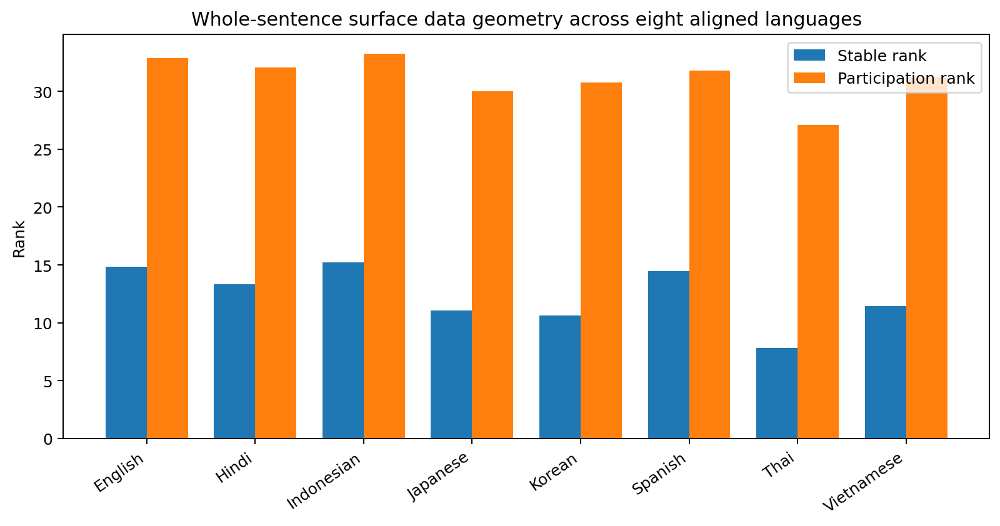 Whole-sentence surface data geometry across eight aligned languages
Stable rank
Participation rank
Rank
30
25
20
15
10
5
0
English
Hindi
Indonesian
Japanese
Korean
Spanish
Thai
Vietnamese